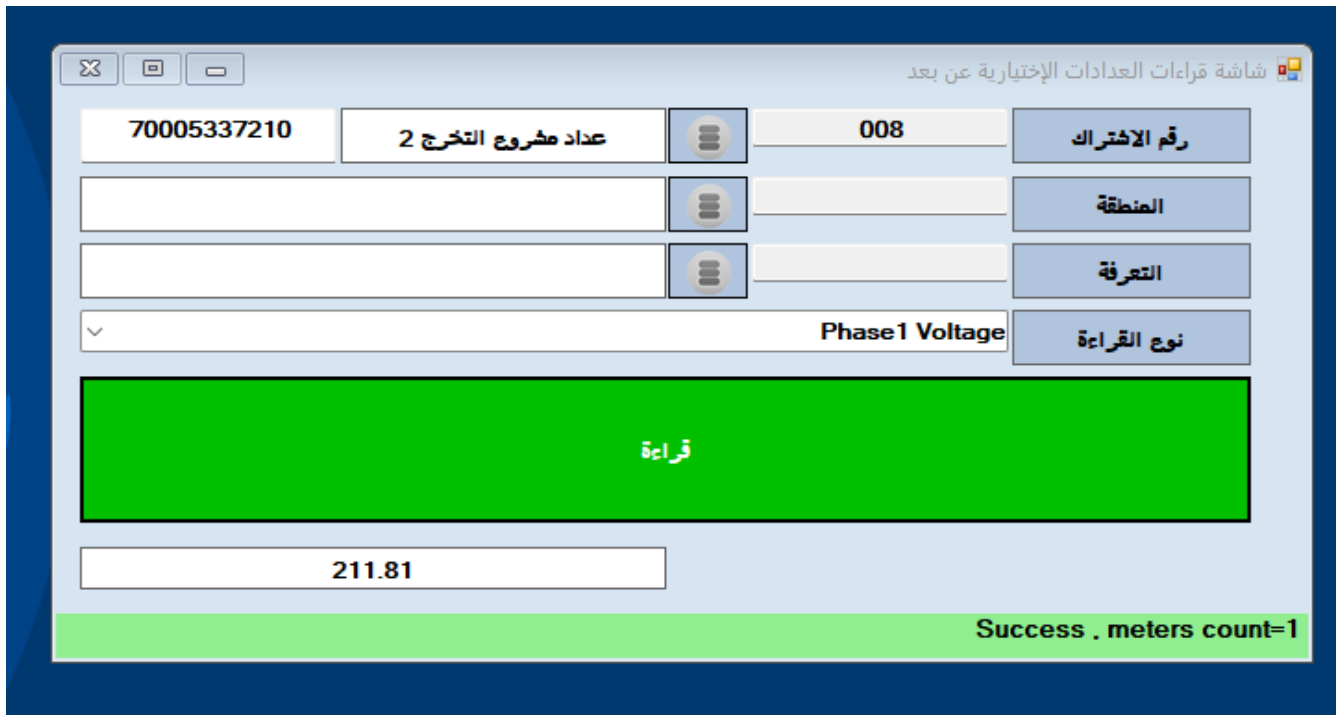 شاشة قراءات العدادات الإختيارية عن بعد
رقم الاشتراك 008 عداد مشروع التخرج 2 70005337210
المنطقة
التعرفة
نوع القراءة Phase1 Voltage
قراءة
211.81
Success , meters count=1